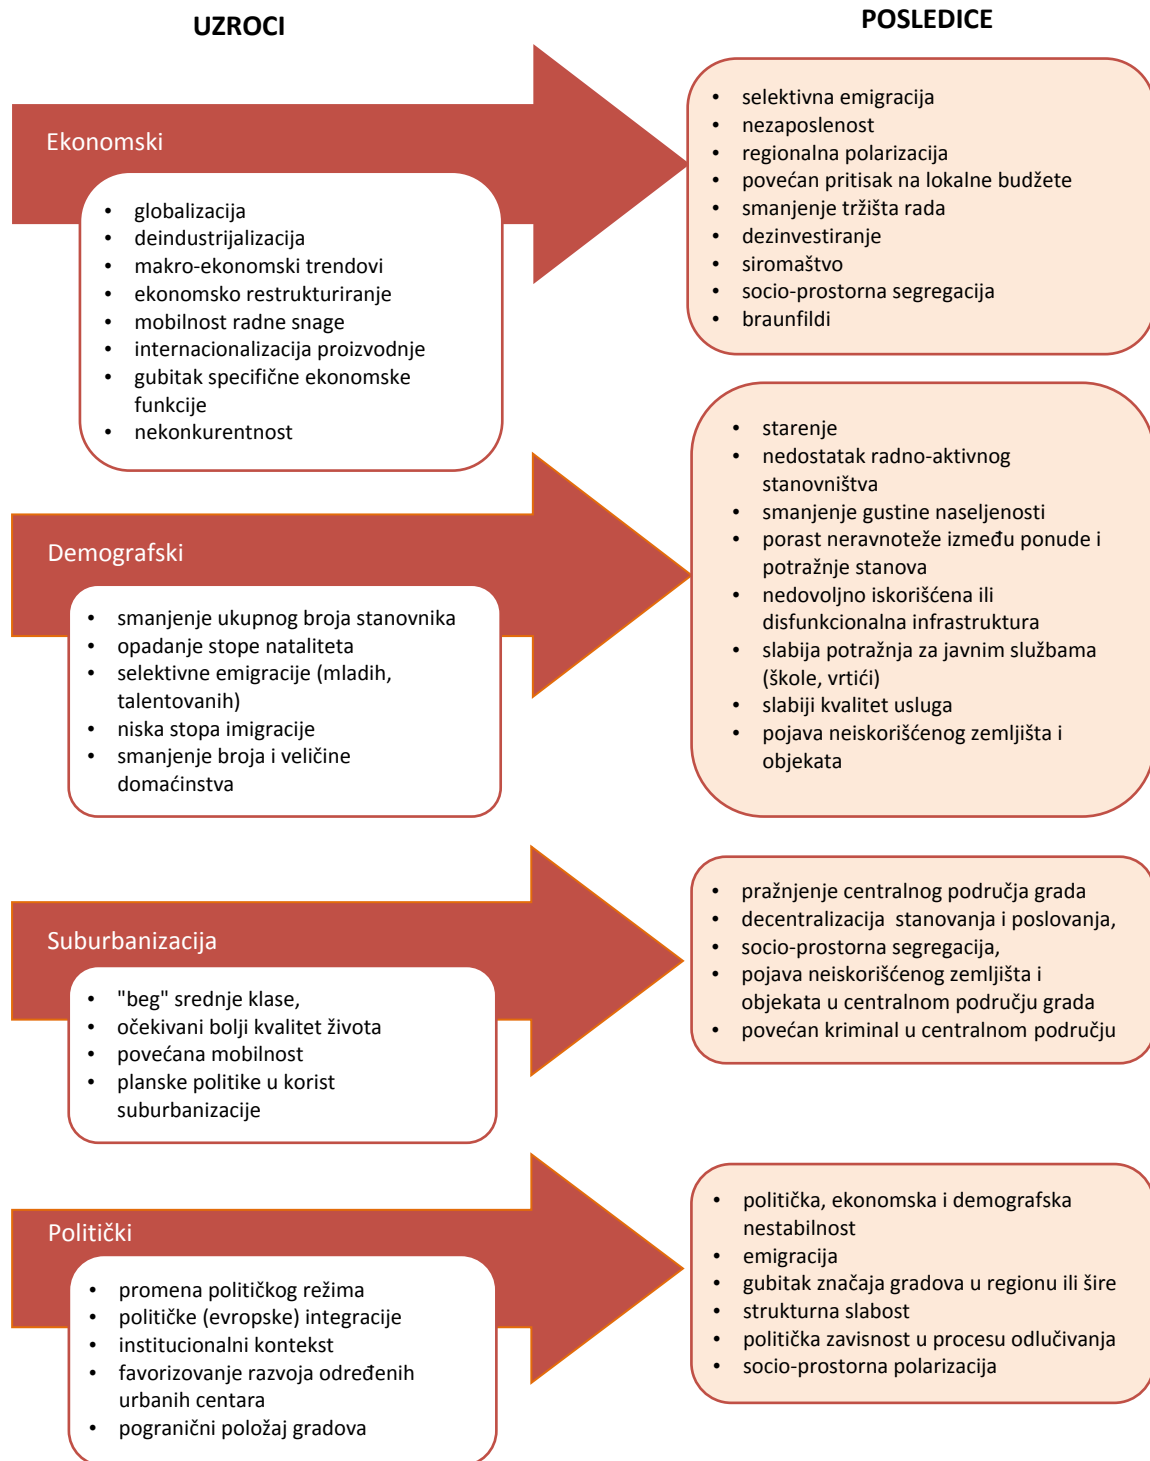 UZROCI
POSLEDICE
Ekonomski
• globalizacija
• deindustrijalizacija
• makro-ekonomski trendovi
• ekonomsko restrukturiranje
• mobilnost radne snage
• internacionalizacija proizvodnje
• gubitak specifične ekonomske
funkcije
• nekonkurentnost
• selektivna emigracija
• nezaposlenost
• regionalna polarizacija
• povećan pritisak na lokalne budžete
• smanjenje tržišta rada
• dezinvestiranje
• siromaštvo
• socio-prostorna segregacija
• braunfildi
Demografski
• smanjenje ukupnog broja stanovnika
• opadanje stope nataliteta
• selektivne emigracije (mladih,
talentovanih)
• niska stopa imigracije
• smanjenje broja i veličine
domaćinstva
• starenje
• nedostatak radno-aktivnog
stanovništva
• smanjenje gustine naseljenosti
• porast neravnoteže između ponude i
potražnje stanova
• nedovoljno iskorišćena ili
disfunkcionalna infrastruktura
• slabija potražnja za javnim službama
(škole, vrtići)
• slabiji kvalitet usluga
• pojava neiskorišćenog zemljišta i
objekata
Suburbanizacija
• "beg" srednje klase,
• očekivani bolji kvalitet života
• povećana mobilnost
• planske politike u korist
suburbanizacije
• pražnjenje centralnog područja grada
• decentralizacija stanovanja i poslovanja,
• socio-prostorna segregacija,
• pojava neiskorišćenog zemljišta i
objekata u centralnom području grada
• povećan kriminal u centralnom području
Politički
• promena političkog režima
• političke (evropske) integracije
• institucionalni kontekst
• favorizovanje razvoja određenih
urbanih centara
• pogranični položaj gradova
• politička, ekonomska i demografska
nestabilnost
• emigracija
• gubitak značaja gradova u regionu ili šire
• strukturna slabost
• politička zavisnost u procesu odlučivanja
• socio-prostorna polarizacija